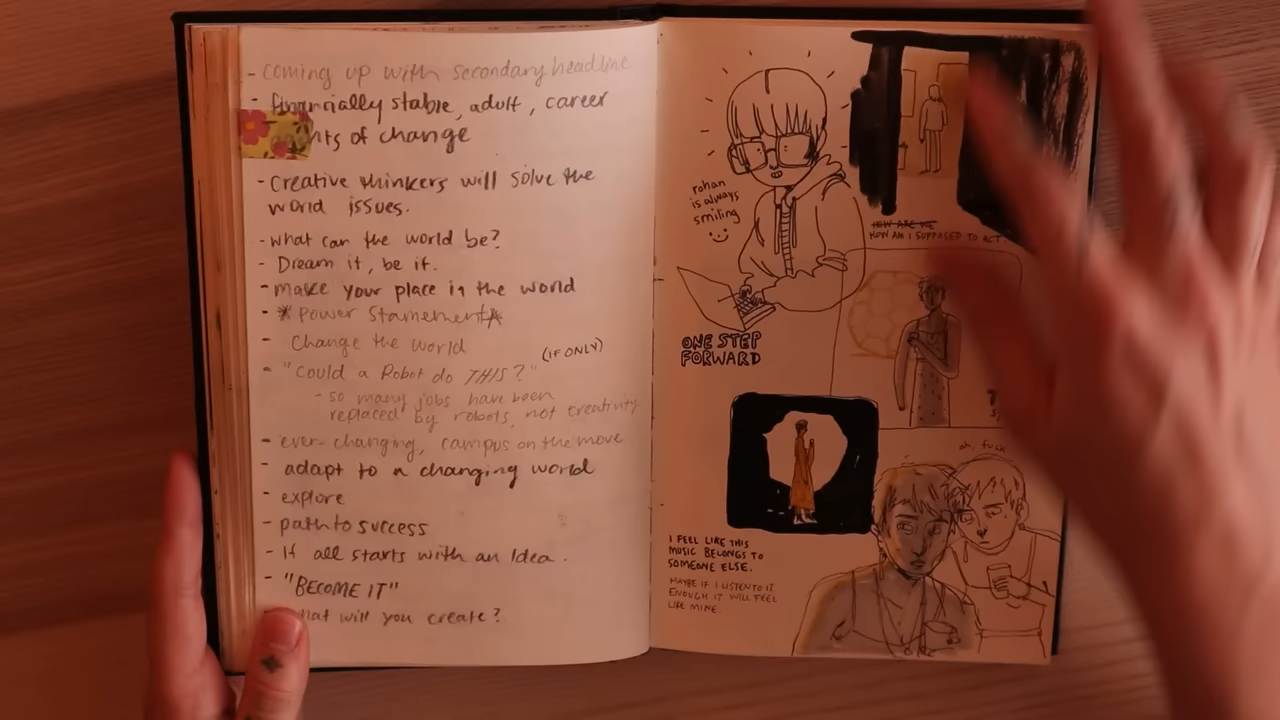 - coming up with secondary headline
- financially stable, adult, career
nts of change
- Creative thinkers will solve the
world issues.
- what can the world be?
- Dream it, be it.
- make your place in the world
- * Power Stamement *
- Change the world
(IF ONLY)
- "Could a Robot do THIS?"
- so many jobs have been
replaced by robots, not creativity
- ever-changing, campus on the move
- adapt to a changing world
- explore
- path to success
- It all starts with an Idea.
- "BECOME IT"
hat will you create?
rohan
is always
smiling
ONE STEP
FORWARD
HOW ARE WE
HOW AM I SUPPOSED TO ACT
ah, fuck
I FEEL LIKE THIS
MUSIC BELONGS TO
SOMEONE ELSE.
MAYBE IF I LISTEN TO IT
ENOUGH IT WILL FEEL
LIKE MINE.